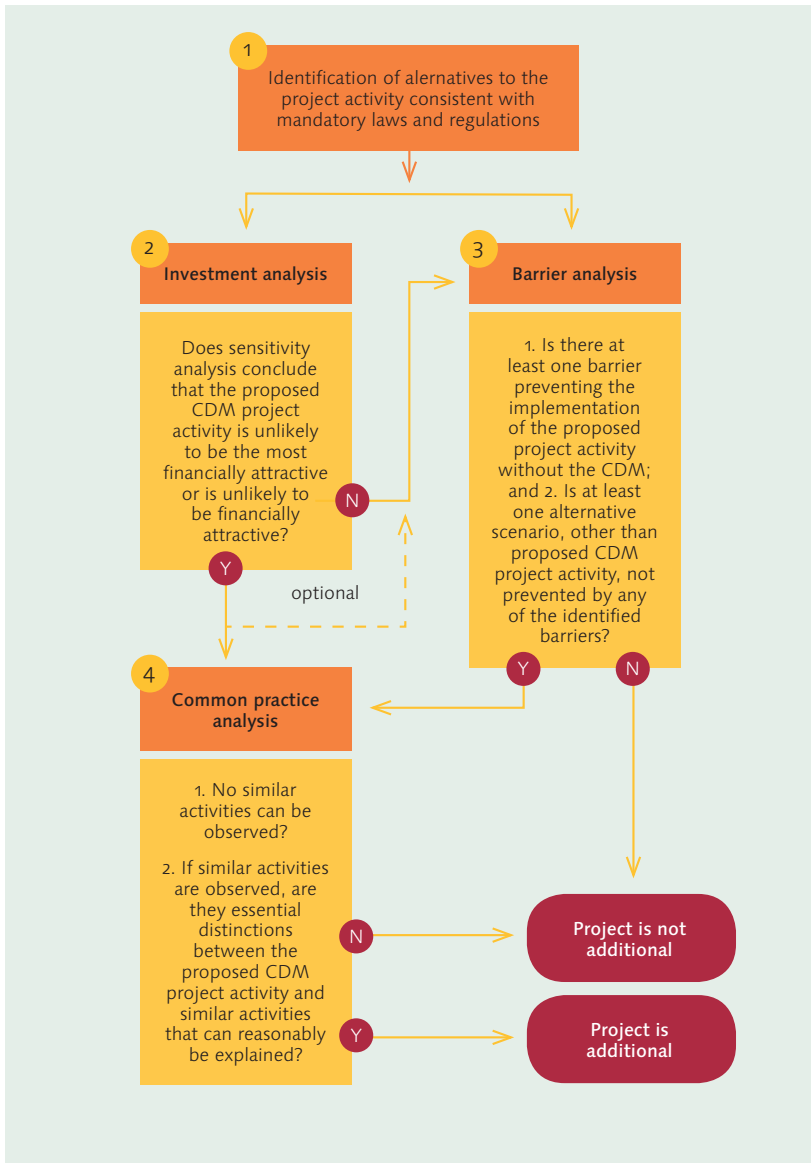 1
Identification of alernatives to the
project activity consistent with
mandatory laws and regulations
2
Investment analysis
Does sensitivity
analysis conclude
that the proposed
CDM project
activity is unlikely
to be the most
financially attractive
or is unlikely to
be financially
attractive?
N
Y
optional
3
Barrier analysis
1. Is there at
least one barrier
preventing the
implementation
of the proposed
project activity
without the CDM;
and 2. Is at least
one alternative
scenario, other than
proposed CDM
project activity, not
prevented by any
of the identified
barriers?
Y
N
4
Common practice
analysis
1. No similar
activities can be
observed?
2. If similar activities
are observed, are
they essential
distinctions
between the
proposed CDM
project activity and
similar activities
that can reasonably
be explained?
N
Y
Project is not
additional
Project is
additional